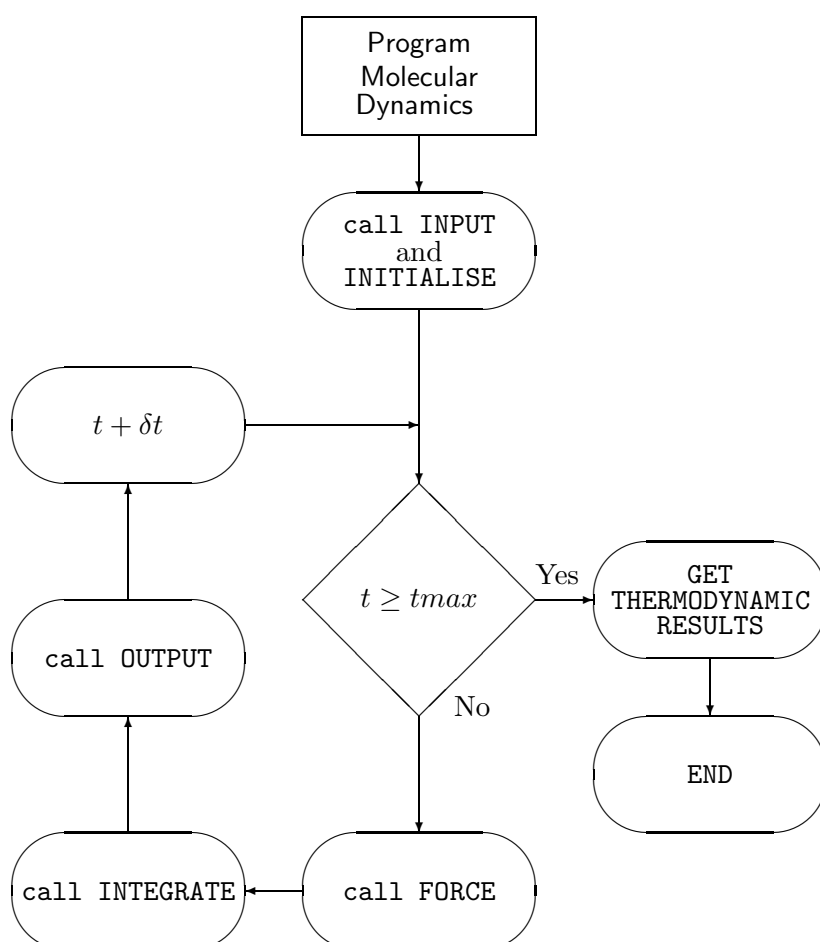 Program
Molecular
Dynamics
call INPUT
and
INITIALISE
t + δt
t ≥ tmax
Yes
GET
THERMODYNAMIC
RESULTS
No
call OUTPUT
END
call INTEGRATE
call FORCE